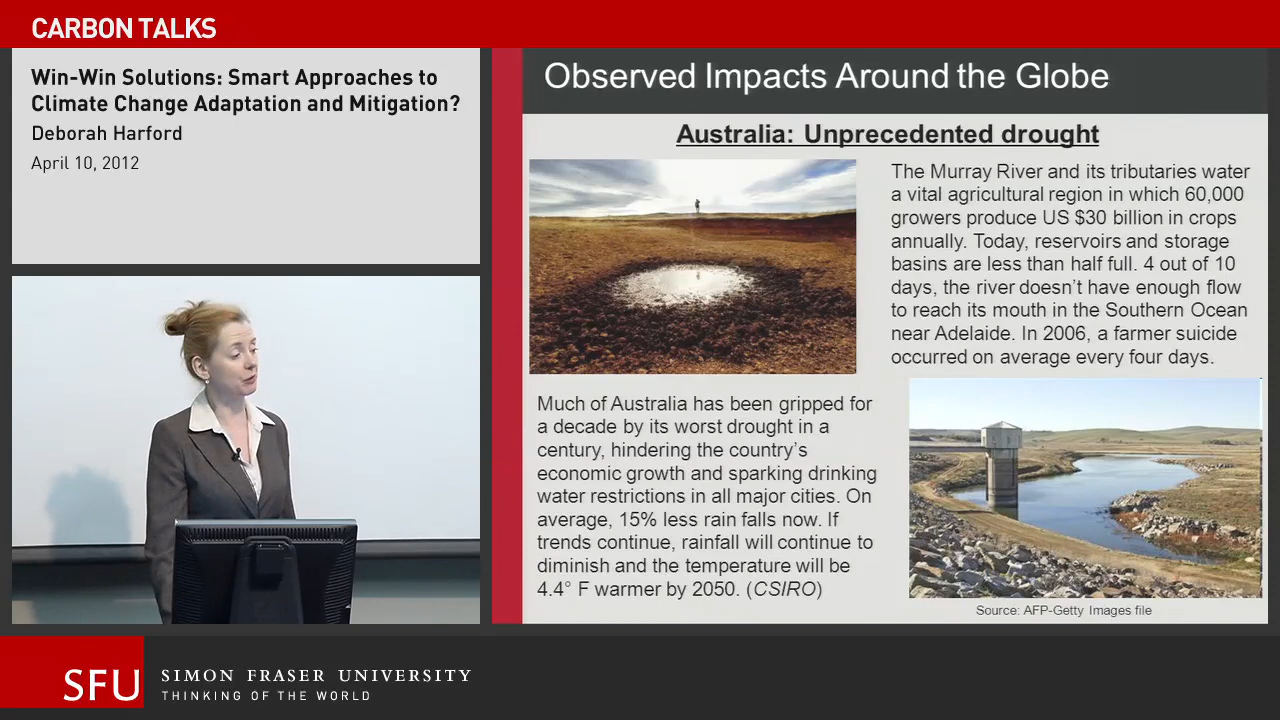 CARBON TALKS
Win-Win Solutions: Smart Approaches to
Climate Change Adaptation and Mitigation?
Deborah Harford
April 10, 2012
Observed Impacts Around the Globe
Australia: Unprecedented drought
The Murray River and its tributaries water
a vital agricultural region in which 60,000
growers produce US $30 billion in crops
annually. Today, reservoirs and storage
basins are less than half full. 4 out of 10
days, the river doesn't have enough flow
to reach its mouth in the Southern Ocean
near Adelaide. In 2006, a farmer suicide
occurred on average every four days.
Much of Australia has been gripped for
a decade by its worst drought in a
century, hindering the country's
economic growth and sparking drinking
water restrictions in all major cities. On
average, 15% less rain falls now. If
trends continue, rainfall will continue to
diminish and the temperature will be
4.4° F warmer by 2050. (CSIRO)
Source: AFP-Getty Images file
SFU
SIMON FRASER UNIVERSITY
THINKING OF THE WORLD